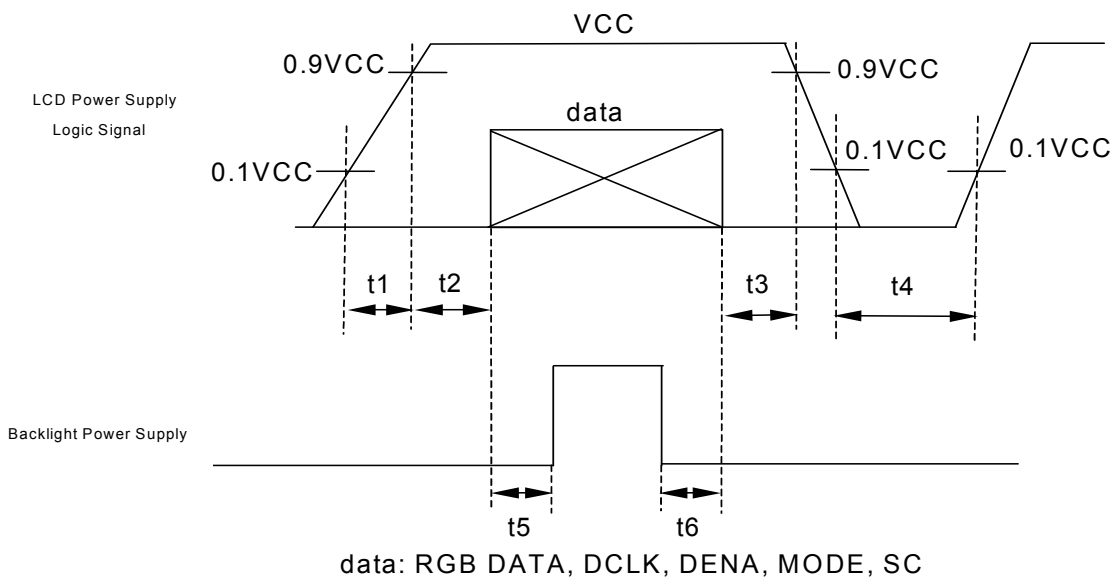 VCC
0.9VCC
0.9VCC
LCD Power Supply
Logic Signal
data
0.1VCC
0.1VCC
0.1VCC
t1
t2
t3
t4
Backlight Power Supply
t5
t6
data: RGB DATA, DCLK, DENA, MODE, SC